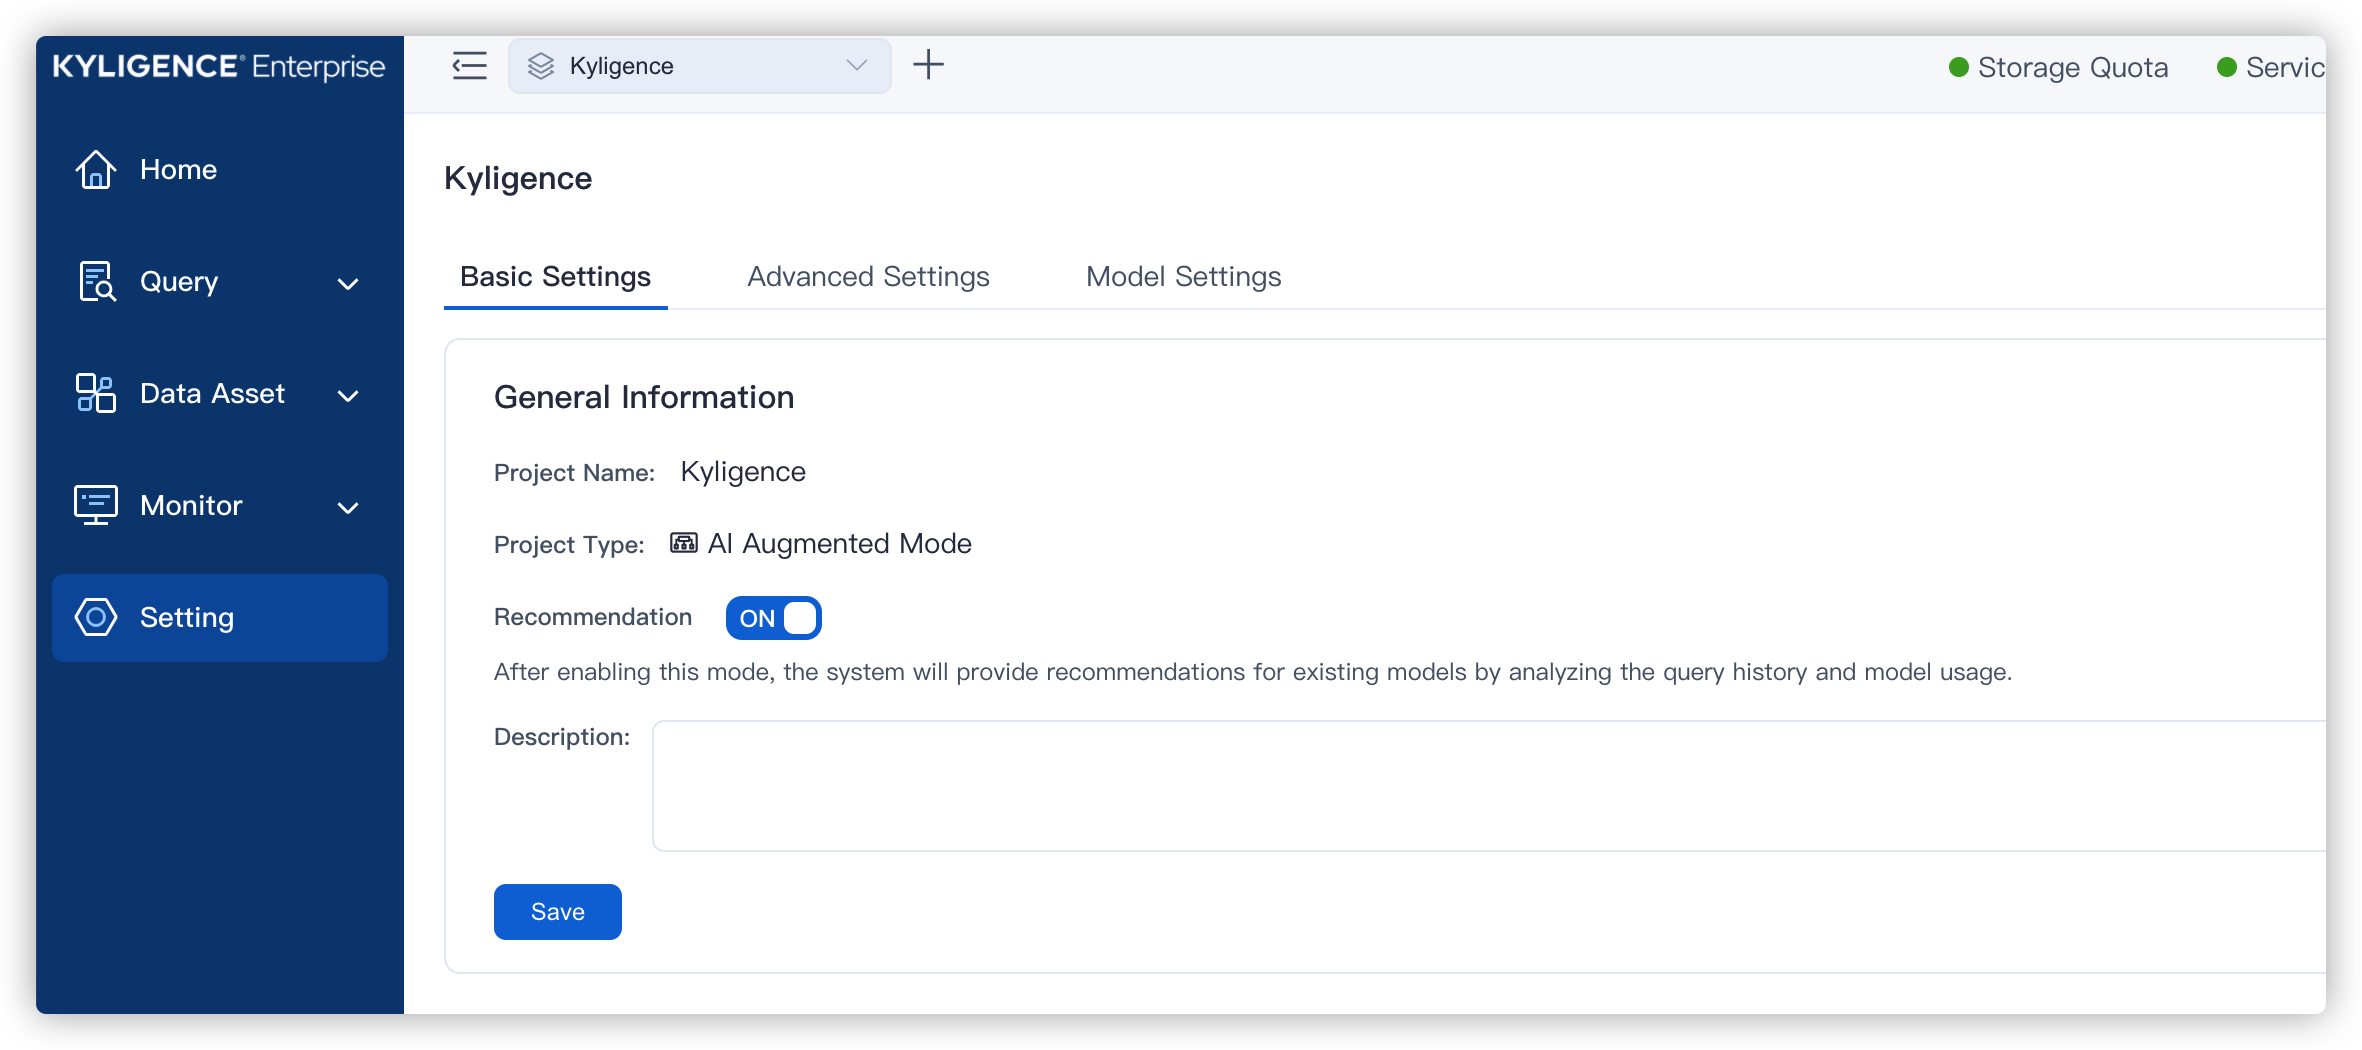 KYLIGENCE® Enterprise
Kyligence
Storage Quota
Servic
Home
Query
Data Asset
Monitor
Setting
Kyligence
Basic Settings
Advanced Settings
Model Settings
General Information
Project Name: Kyligence
Project Type: AI Augmented Mode
Recommendation ON
After enabling this mode, the system will provide recommendations for existing models by analyzing the query history and model usage.
Description:
Save